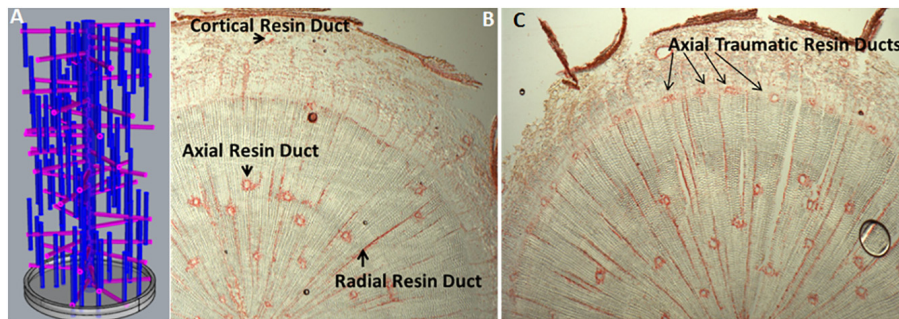 A
B
Cortical Resin Duct
Axial Resin Duct
Radial Resin Duct
C
Axial Traumatic Resin Ducts